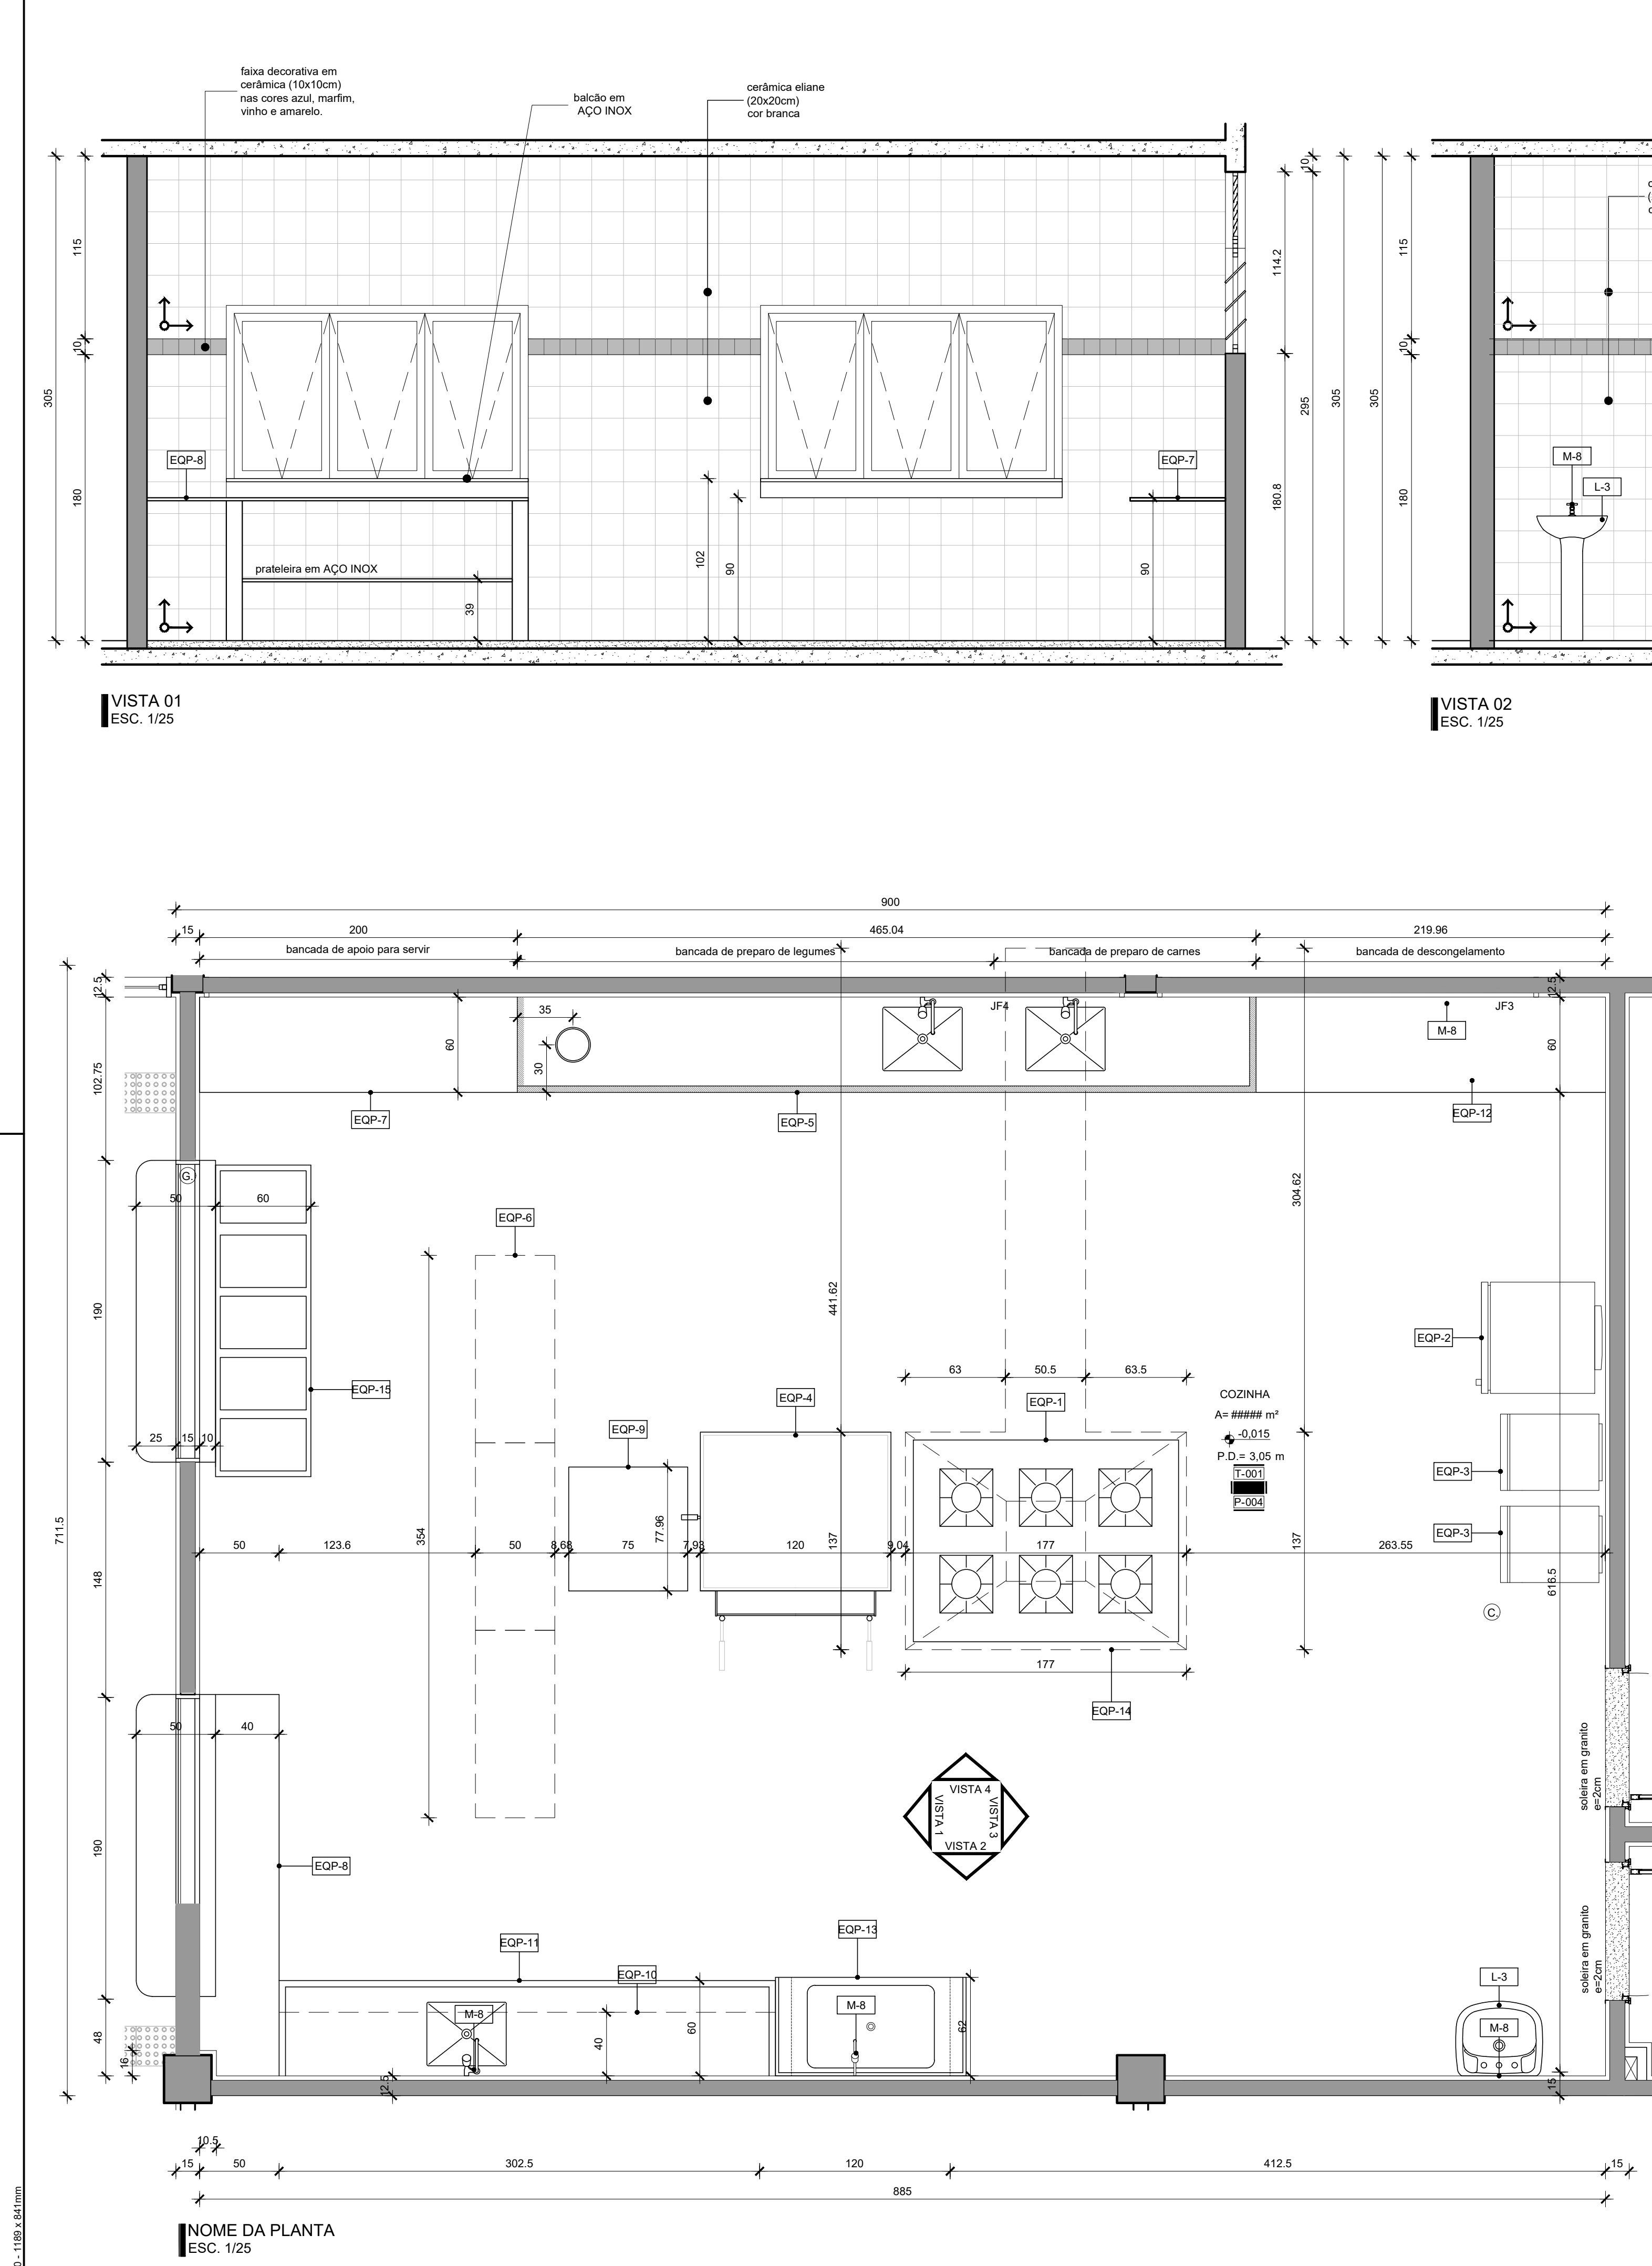 faixa decorativa em
cerâmica (10x10cm)
nas cores azul, marfim,
vinho e amarelo.
balcão em
AÇO INOX
cerâmica eliane
(20x20cm)
cor branca
305
115
10
180
EQP-8
prateleira em AÇO INOX
39
102
90
EQP-7
90
114.2
180.8
10
295
305
305
115
10
180
M-8
L-3
VISTA 01
ESC. 1/25
VISTA 02
ESC. 1/25
900
15
200
465.04
219.96
bancada de apoio para servir
bancada de preparo de legumes
bancada de preparo de carnes
bancada de descongelamento
12.5
12.5
35
60
30
JF4
JF3
M-8
60
102.75
EQP-7
EQP-5
EQP-12
G.
50
60
EQP-6
304.62
190
441.62
EQP-2
EQP-15
EQP-4
63
50.5
63.5
EQP-1
COZINHA
A= ##### m²
-0,015
P.D.= 3,05 m
T-001
P-004
EQP-9
25
15
10
EQP-3
EQP-3
711.5
354
77.96
137
137
50
123.6
50
8.68
75
7.93
120
9.04
177
263.55
148
616.5
C.
177
EQP-14
50
40
soleira em granito
e=2cm
VISTA 4
VISTA 1
VISTA 3
VISTA 2
190
EQP-8
EQP-13
EQP-11
EQP-10
soleira em granito
e=2cm
L-3
M-8
M-8
M-8
48
16
40
60
62
12.5
15
10.5
15
50
302.5
120
412.5
15
885
NOME DA PLANTA
ESC. 1/25
0 - 1189 x 841mm